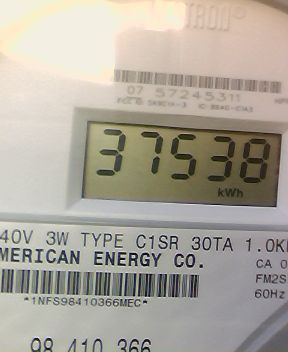 TRON®
07 57245311
37538
kWh
40V 3W TYPE C1SR 30TA 1.0K
MERICAN ENERGY CO.
CA 0
FM2S
60Hz
*1NFS98410366MEC*
98 410 366